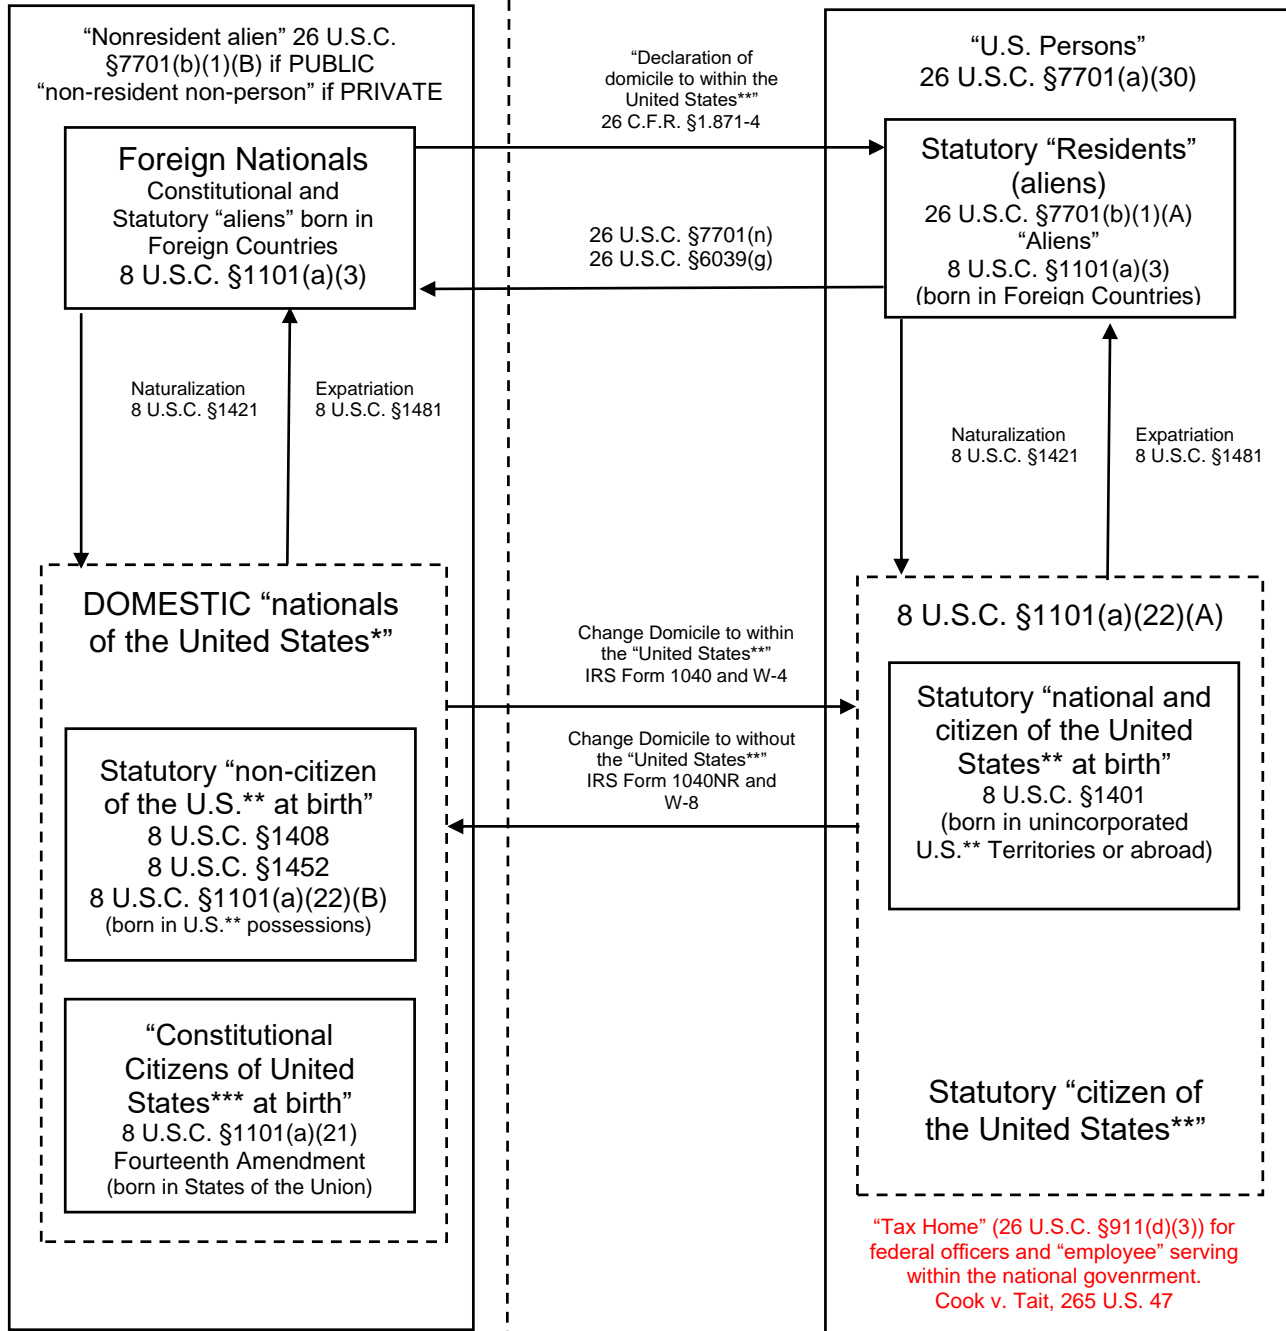 “Nonresident alien” 26 U.S.C.
§7701(b)(1)(B) if PUBLIC
“non-resident non-person” if PRIVATE
Foreign Nationals
Constitutional and
Statutory “aliens” born in
Foreign Countries
8 U.S.C. §1101(a)(3)
“Declaration of
domicile to within the
United States**”
26 C.F.R. §1.871-4
26 U.S.C. §7701(n)
26 U.S.C. §6039(g)
“U.S. Persons”
26 U.S.C. §7701(a)(30)
Statutory “Residents”
(aliens)
26 U.S.C. §7701(b)(1)(A)
“Aliens”
8 U.S.C. §1101(a)(3)
(born in Foreign Countries)
Naturalization
8 U.S.C. §1421
Expatriation
8 U.S.C. §1481
Naturalization
8 U.S.C. §1421
Expatriation
8 U.S.C. §1481
DOMESTIC “nationals
of the United States*”
Statutory “non-citizen
of the U.S.** at birth”
8 U.S.C. §1408
8 U.S.C. §1452
8 U.S.C. §1101(a)(22)(B)
(born in U.S.** possessions)
“Constitutional
Citizens of United
States*** at birth”
8 U.S.C. §1101(a)(21)
Fourteenth Amendment
(born in States of the Union)
Change Domicile to within
the “United States**”
IRS Form 1040 and W-4
Change Domicile to without
the “United States**”
IRS Form 1040NR and
W-8
8 U.S.C. §1101(a)(22)(A)
Statutory “national and
citizen of the United
States** at birth”
8 U.S.C. §1401
(born in unincorporated
U.S.** Territories or abroad)
Statutory “citizen of
the United States**”
“Tax Home” (26 U.S.C. §911(d)(3)) for
federal officers and “employee” serving
within the national govenrment.
Cook v. Tait, 265 U.S. 47